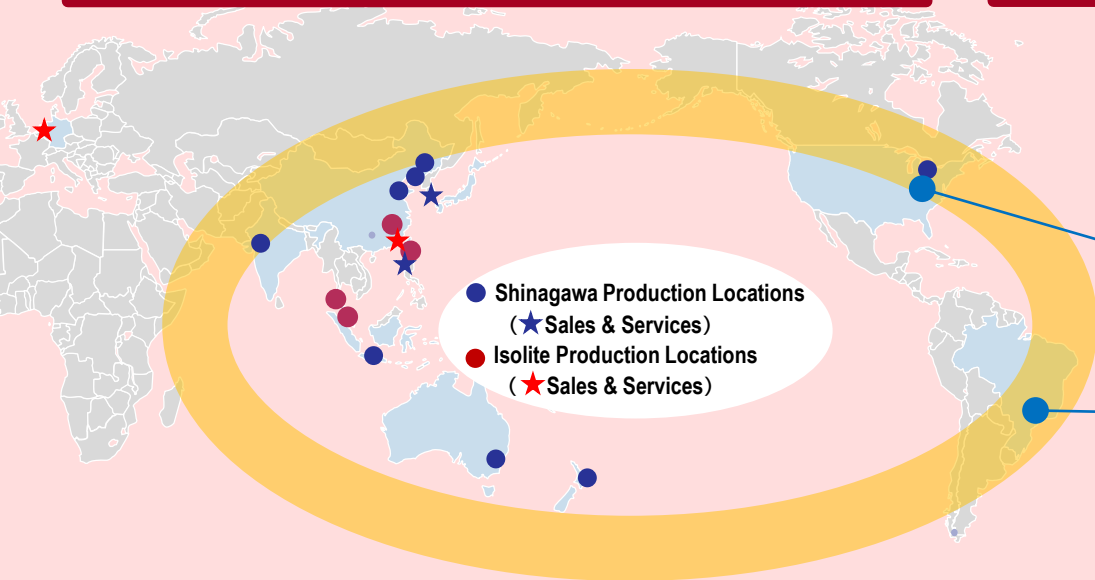 Shinagawa Production Locations
（★Sales & Services）
Isolite Production Locations
（★Sales & Services）